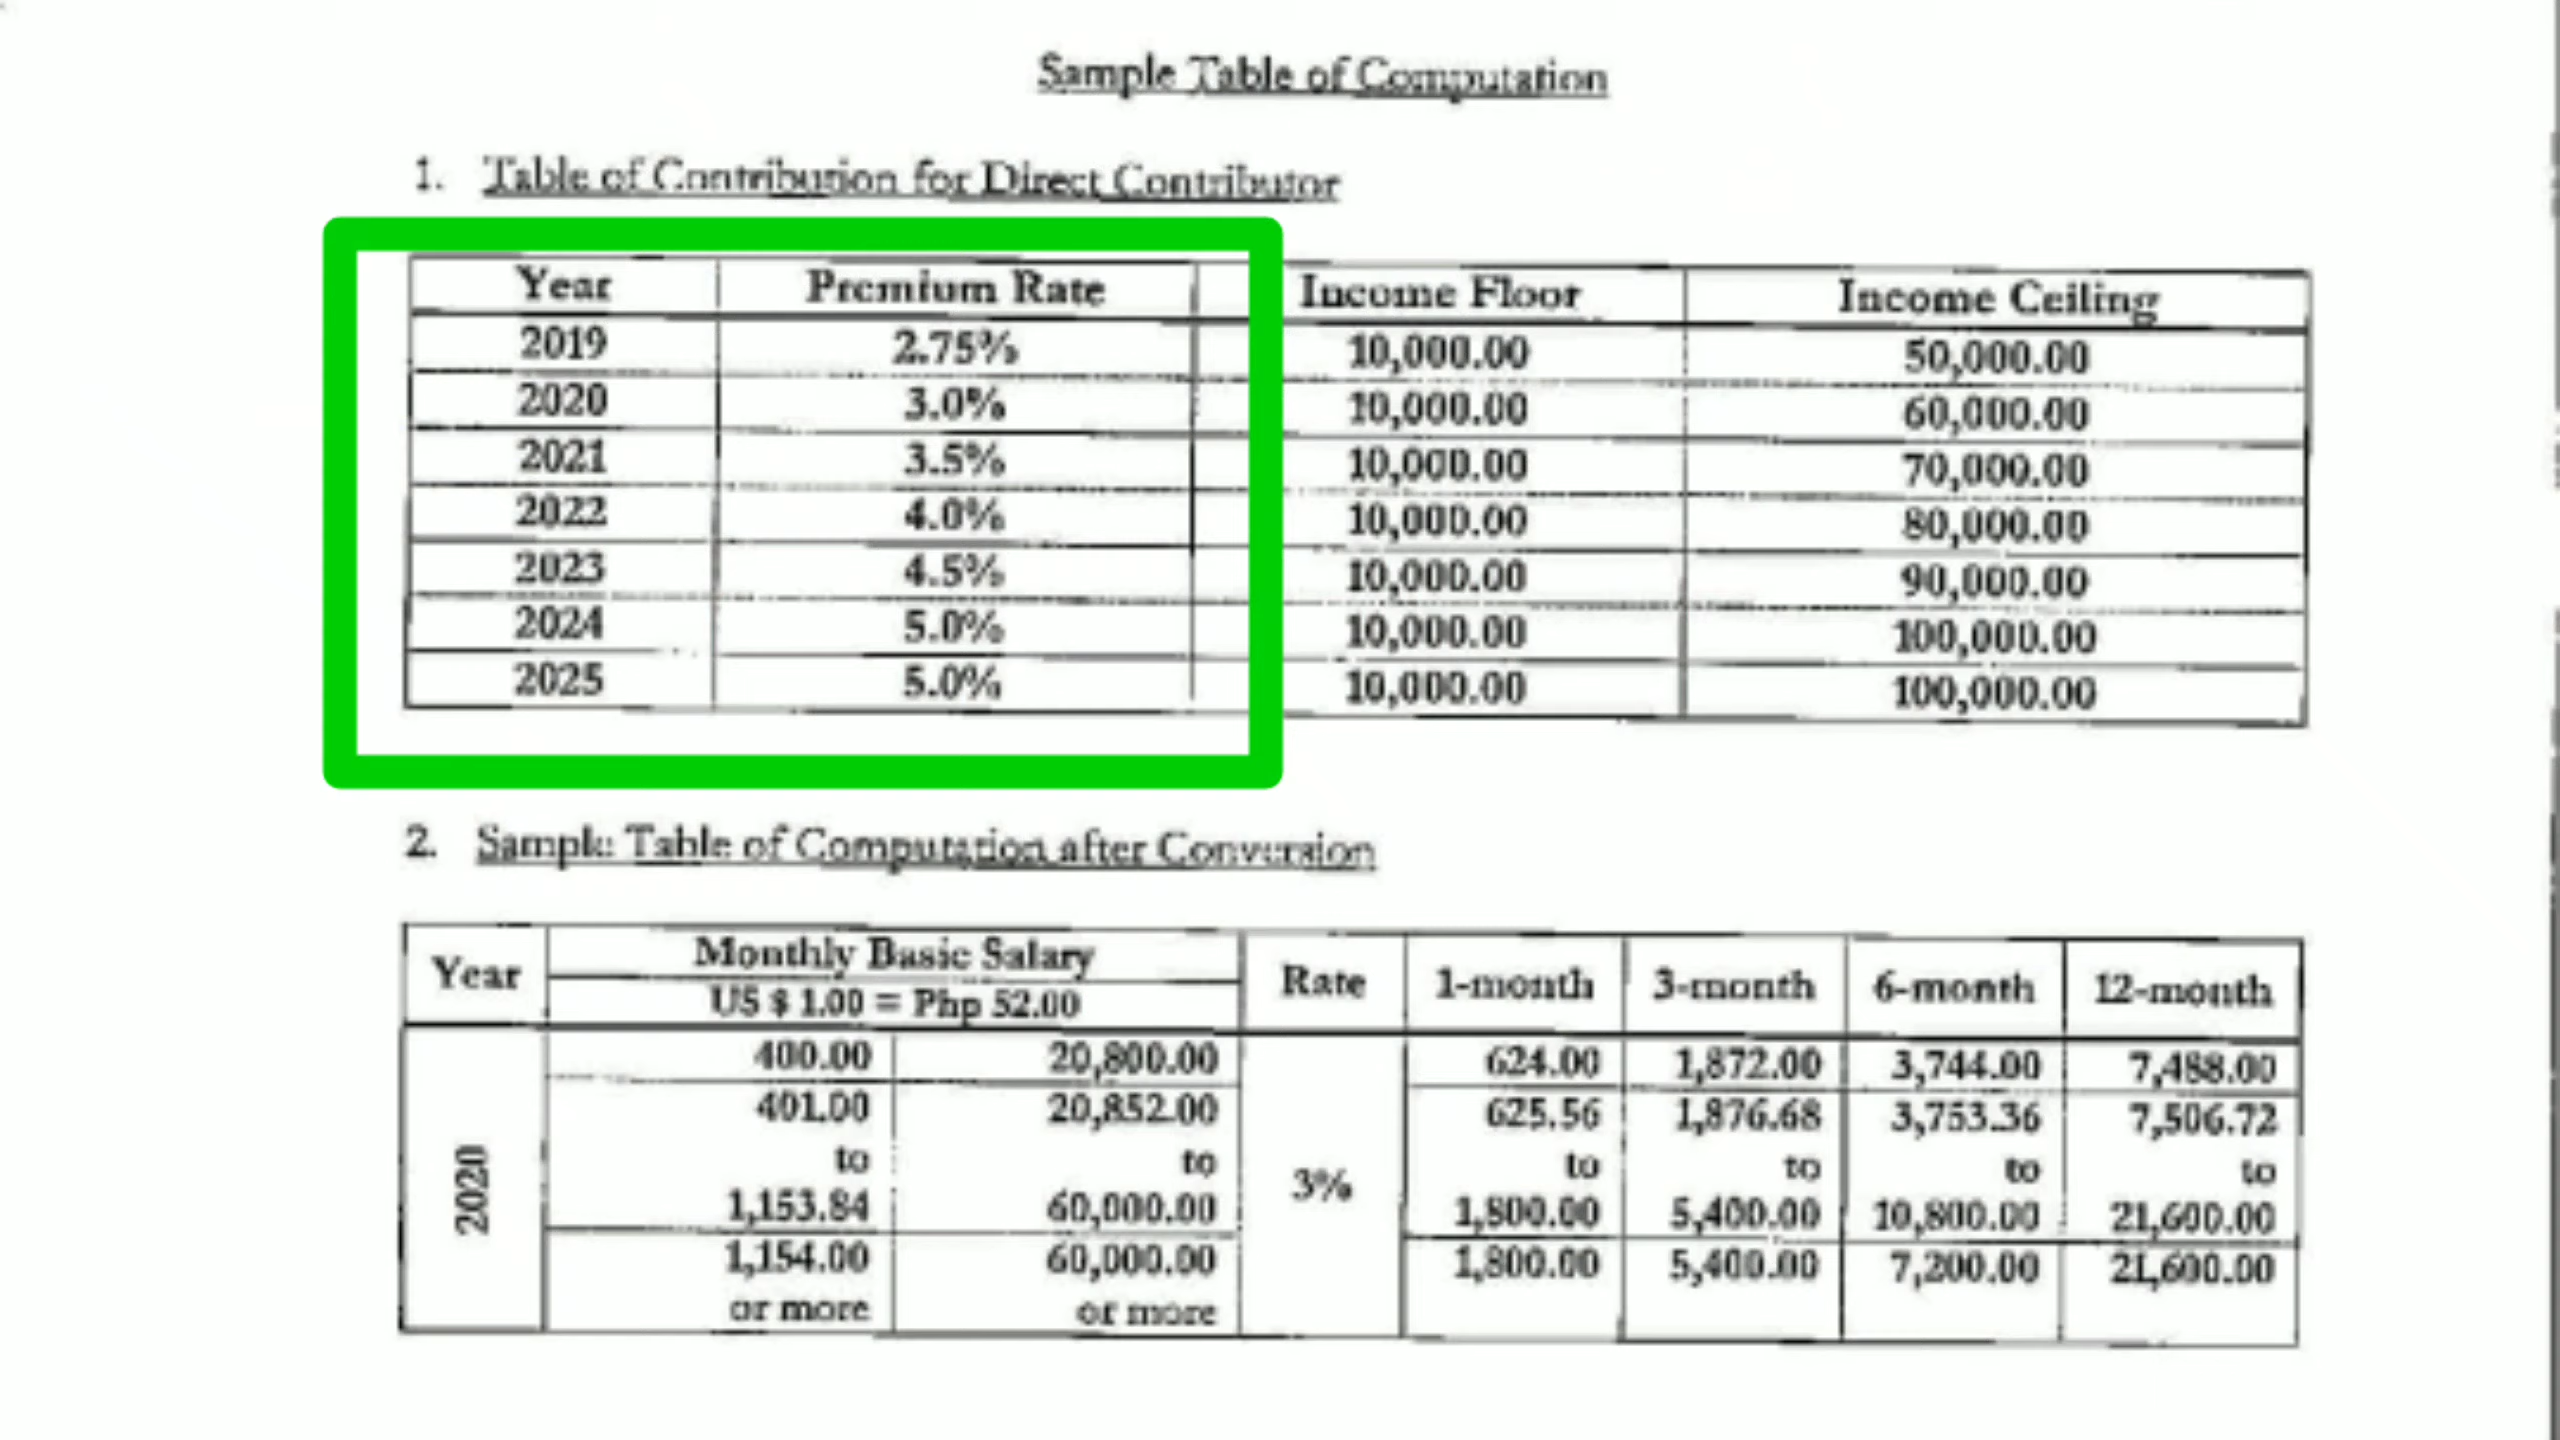 Sample Table of Computation
1. Table of Contribution for Direct Contributor
Year Premium Rate Income Floor Income Ceiling
2019 2.75% 10,000.00 50,000.00
2020 3.0% 10,000.00 60,000.00
2021 3.5% 10,000.00 70,000.00
2022 4.0% 10,000.00 80,000.00
2023 4.5% 10,000.00 90,000.00
2024 5.0% 10,000.00 100,000.00
2025 5.0% 10,000.00 100,000.00
2. Sample Table of Computation after Conversion
Year Monthly Basic Salary Rate 1-month 3-month 6-month 12-month
US $ 1.00 = Php 52.00
400.00 20,800.00 624.00 1,872.00 3,744.00 7,488.00
401.00 20,852.00 625.56 1,876.68 3,753.36 7,506.72
to to to to to to
2020 1,153.84 60,000.00 3% 1,800.00 5,400.00 10,800.00 21,600.00
1,154.00 60,000.00 1,800.00 5,400.00 7,200.00 21,600.00
or more or more